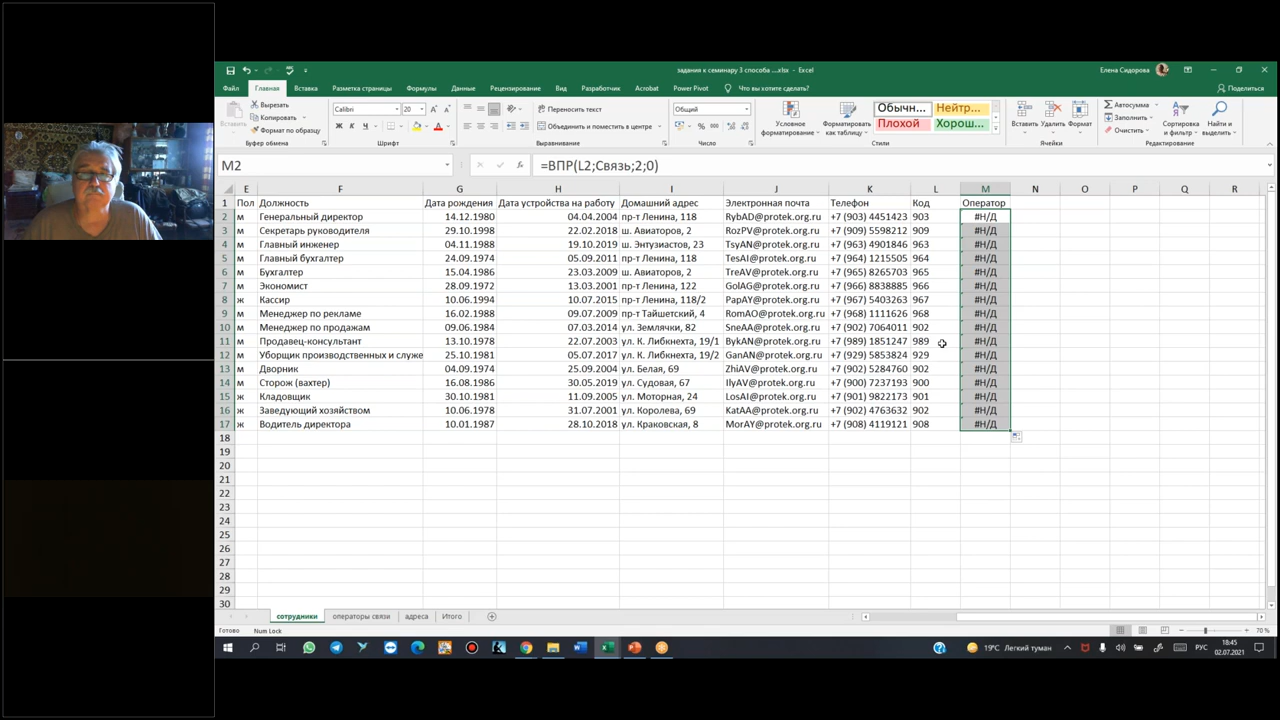 задания к семинару 3 способа ....xlsx - Excel
Елена Сидорова
Файл Главная Вставка Разметка страницы Формулы Данные Рецензирование Вид Разработчик Acrobat Power Pivot Что вы хотите сделать? Поделиться
Вставить
Вырезать
Копировать
Формат по образцу
Буфер обмена
Calibri 20
Ж К Ч
Шрифт
Переносить текст
Объединить и поместить в центре
Выравнивание
Общий
% 000
Число
Условное форматирование
Форматировать как таблицу
Обычн... Нейтр...
Плохой Хорош...
Стили
Вставить Удалить Формат
Ячейки
Автосумма
Заполнить
Очистить
Сортировка и фильтр
Найти и выделить
Редактирование
M2 =ВПР(L2;Связь;2;0)
E F G H I J K L M N O P Q R
1 Пол Должность Дата рождения Дата устройства на работу Домашний адрес Электронная почта Телефон Код Оператор
2 м Генеральный директор 14.12.1980 04.04.2004 пр-т Ленина, 118 RybAD@protek.org.ru +7 (903) 4451423 903 #Н/Д
3 м Секретарь руководителя 29.10.1998 22.02.2018 ш. Авиаторов, 2 RozPV@protek.org.ru +7 (909) 5598212 909 #Н/Д
4 м Главный инженер 04.11.1988 19.10.2019 ш. Энтузиастов, 23 TsyAN@protek.org.ru +7 (963) 4901846 963 #Н/Д
5 м Главный бухгалтер 24.09.1974 05.09.2011 пр-т Ленина, 118 TesAI@protek.org.ru +7 (964) 1215505 964 #Н/Д
6 м Бухгалтер 15.04.1986 23.03.2009 ш. Авиаторов, 2 TreAV@protek.org.ru +7 (965) 8265703 965 #Н/Д
7 м Экономист 28.09.1972 13.03.2001 пр-т Ленина, 122 GolAG@protek.org.ru +7 (966) 8838885 966 #Н/Д
8 ж Кассир 10.06.1994 10.07.2015 пр-т Ленина, 118/2 PapAY@protek.org.ru +7 (967) 5403263 967 #Н/Д
9 м Менеджер по рекламе 16.02.1988 09.07.2009 пр-т Тайшетский, 4 RomAO@protek.org.ru +7 (968) 1111626 968 #Н/Д
10 м Менеджер по продажам 09.06.1984 07.03.2014 ул. Землячки, 82 SneAA@protek.org.ru +7 (902) 7064011 902 #Н/Д
11 м Продавец-консультант 13.10.1978 22.07.2003 ул. К. Либкнехта, 19/1 BykAN@protek.org.ru +7 (989) 1851247 989 #Н/Д
12 м Уборщик производственных и служе 25.10.1981 05.07.2017 ул. К. Либкнехта, 19/2 GanAN@protek.org.ru +7 (929) 5853824 929 #Н/Д
13 м Дворник 04.09.1974 25.09.2004 ул. Белая, 69 ZhiAV@protek.org.ru +7 (902) 5284760 902 #Н/Д
14 м Сторож (вахтер) 16.08.1986 30.05.2019 ул. Судовая, 67 IlyAV@protek.org.ru +7 (900) 7237193 900 #Н/Д
15 ж Кладовщик 30.10.1981 11.09.2005 ул. Моторная, 24 LosAI@protek.org.ru +7 (901) 9822173 901 #Н/Д
16 ж Заведующий хозяйством 10.06.1978 31.07.2001 ул. Королева, 69 KatAA@protek.org.ru +7 (902) 4763632 902 #Н/Д
17 ж Водитель директора 10.01.1987 28.10.2018 ул. Краковская, 8 MorAY@protek.org.ru +7 (908) 4119121 908 #Н/Д
18
19
20
21
22
23
24
25
26
27
28
29
30
сотрудники операторы связи адреса Итого
Готово Num Lock 70 %
19°C Легкий туман РУС 18:45
02.07.2021